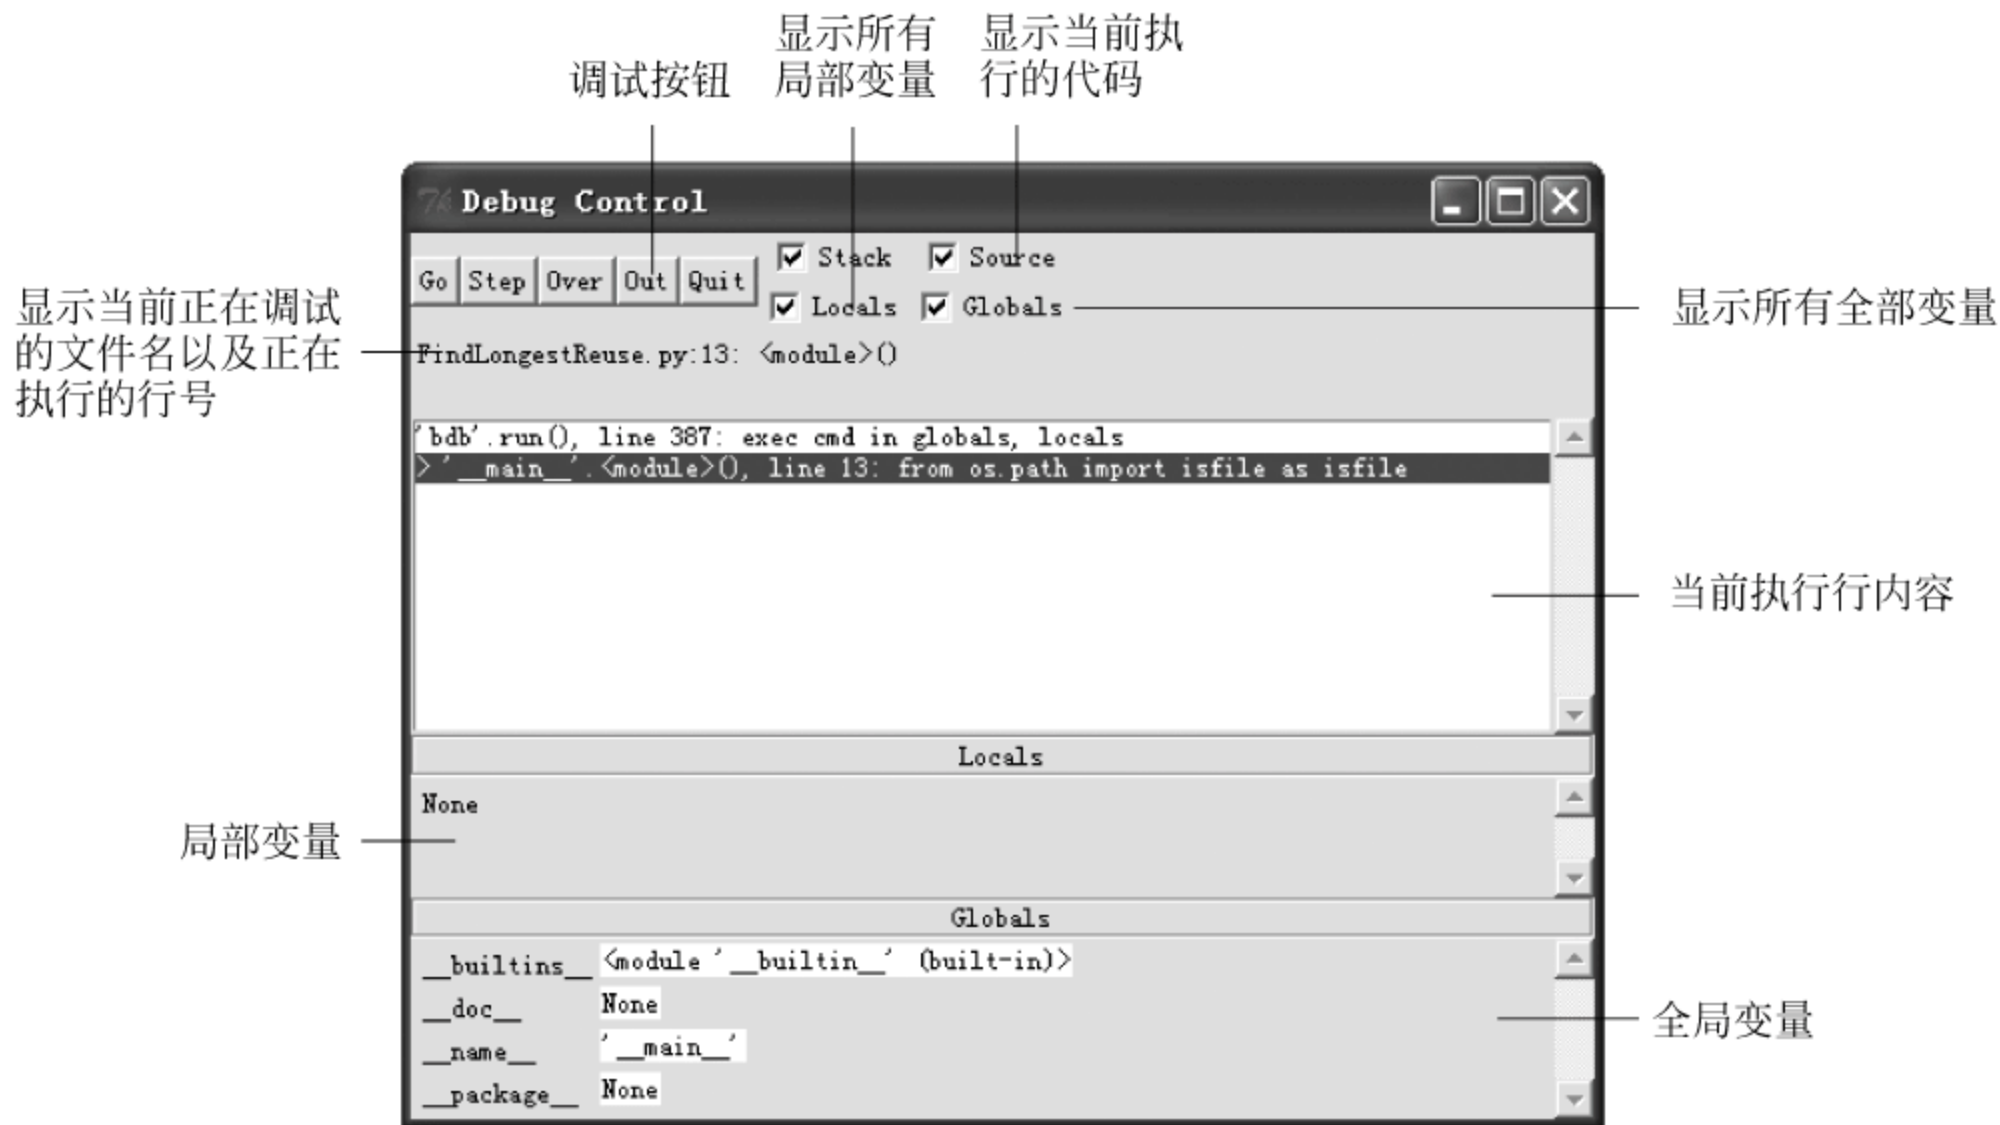 显示所有
局部变量
显示当前执
行的代码
调试按钮
Debug Control
Go Step Over Out Quit
Stack Source
Locals Globals
显示所有全部变量
显示当前正在调试
的文件名以及正在
执行的行号
FindLongestReuse.py:13: <module>()
'bdb'.run(), line 387: exec cmd in globals, locals
> '__main__'.<module>(), line 13: from os.path import isfile as isfile
当前执行行内容
Locals
None
局部变量
Globals
__builtins__ <module '__builtin__' (built-in)>
__doc__ None
__name__ '__main__'
__package__ None
全局变量